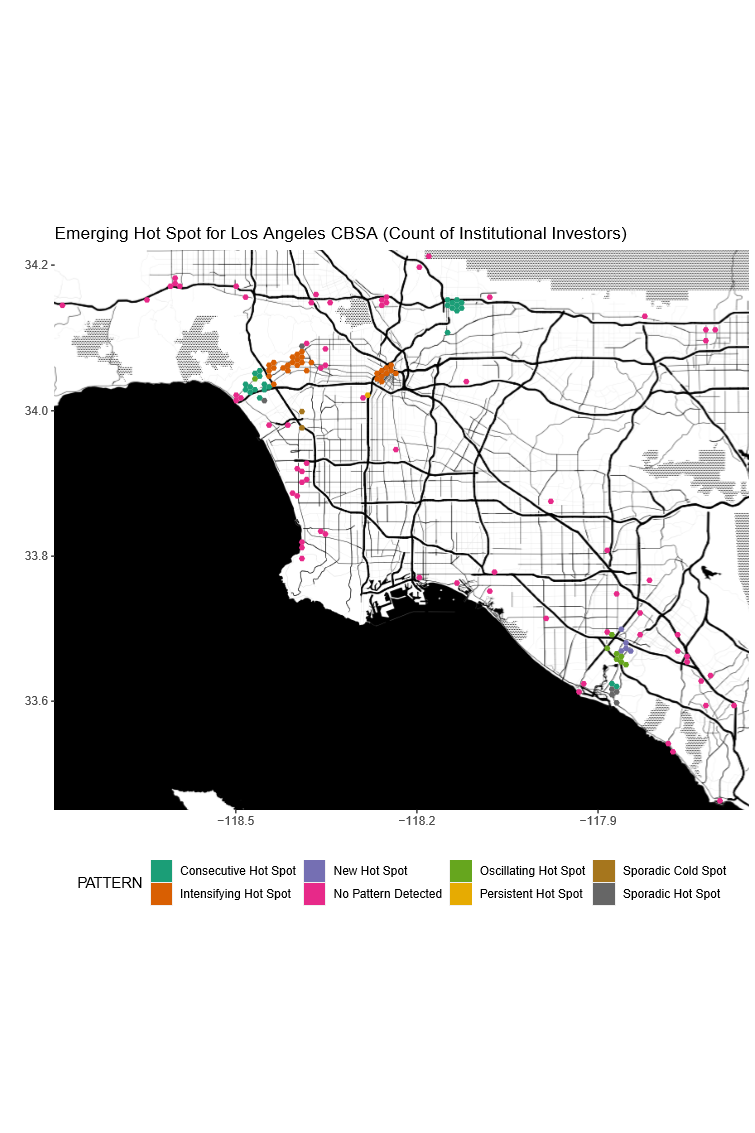 Emerging Hot Spot for Los Angeles CBSA (Count of Institutional Investors)
34.2
34.0
33.8
33.6
−118.5 −118.2 −117.9
PATTERN
Consecutive Hot Spot New Hot Spot Oscillating Hot Spot Sporadic Cold Spot
Intensifying Hot Spot No Pattern Detected Persistent Hot Spot Sporadic Hot Spot